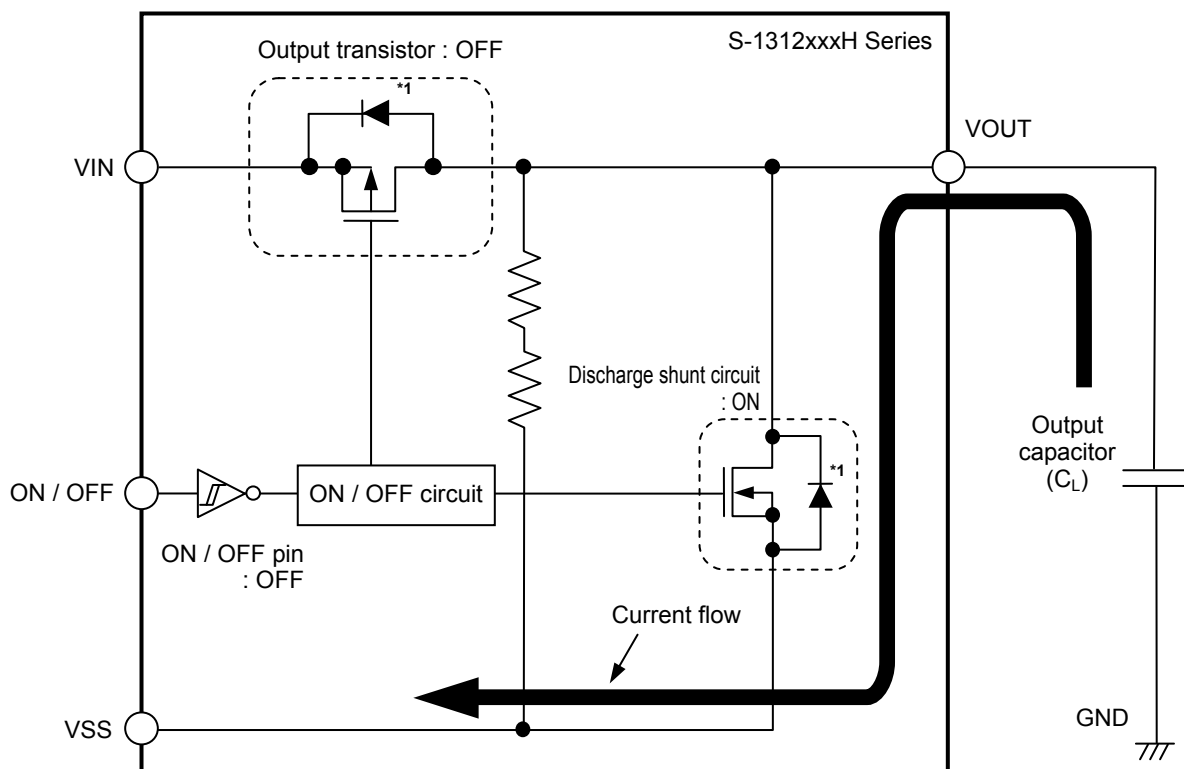 S-1312xxxH Series
Output transistor : OFF
*1
VOUT
VIN
Discharge shunt circuit
: ON
*1
Output
capacitor
(CL)
ON / OFF
ON / OFF circuit
ON / OFF pin
: OFF
Current flow
GND
VSS